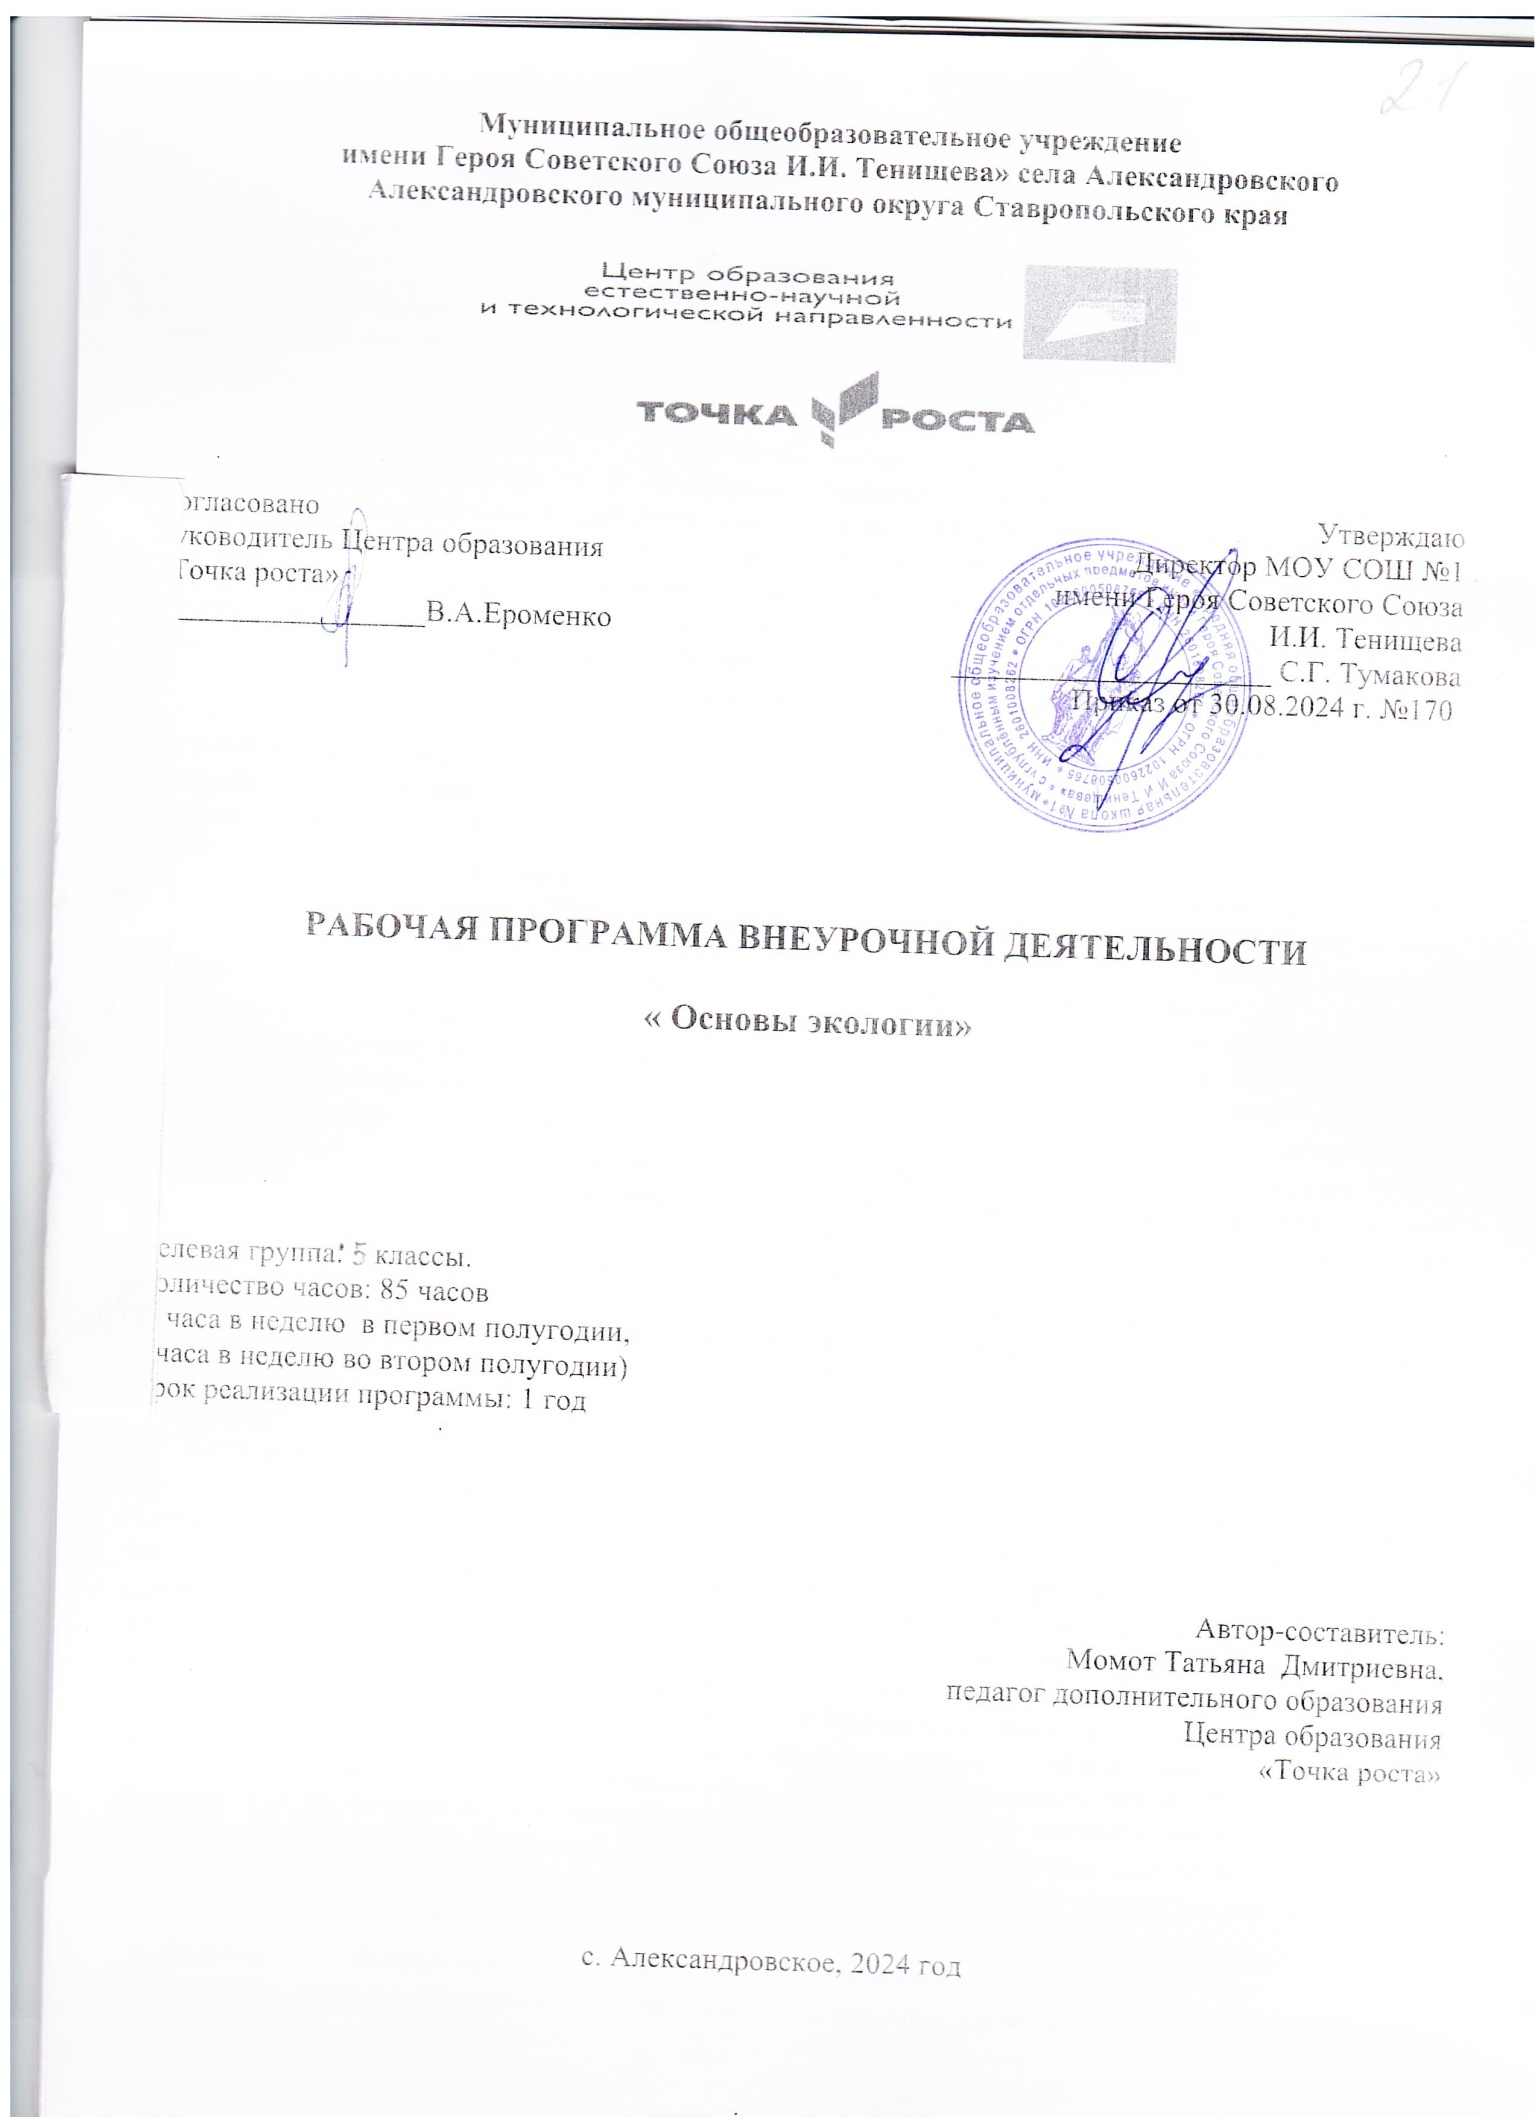 21
Муниципальное общеобразовательное учреждение
имени Героя Советского Союза И.И. Тенищева» села Александровского
Александровского муниципального округа Ставропольского края
Центр образования
естественно-научной
и технологической направленности
ТОЧКА РОСТА
огласовано
уководитель Центра образования
Точка роста»
В.А.Ероменко
Утверждаю
Директор МОУ СОШ №1
имени Героя Советского Союза
И.И. Тенищева
С.Г. Тумакова
Приказ от 30.08.2024 г. №170
РАБОЧАЯ ПРОГРАММА ВНЕУРОЧНОЙ ДЕЯТЕЛЬНОСТИ
« Основы экологии»
елевая группа: 5 классы.
оличество часов: 85 часов
часа в неделю в первом полугодии,
часа в неделю во втором полугодии)
рок реализации программы: 1 год
Автор-составитель:
Момот Татьяна Дмитриевна,
педагог дополнительного образования
Центра образования
«Точка роста»
с. Александровское, 2024 год